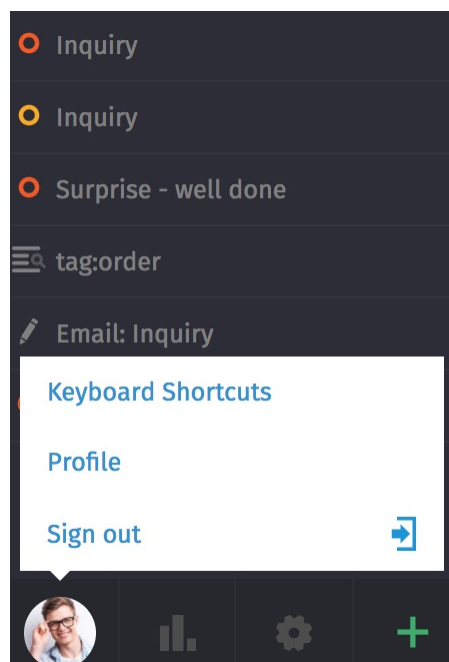 Inquiry
Inquiry
Surprise - well done
tag:order
Email: Inquiry
Keyboard Shortcuts
Profile
Sign out